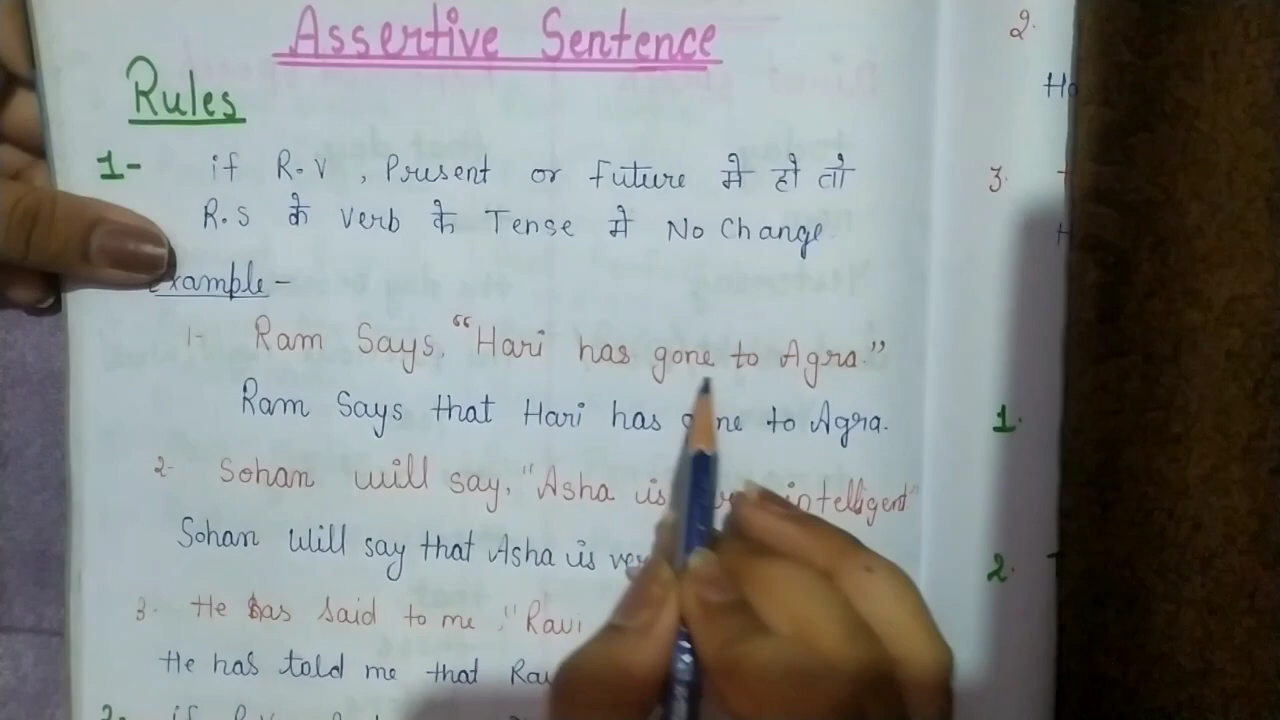 Assertive Sentence
Rules
1- if R.V , Present or Future मे हो तो
R.S के Verb के Tense मे No Change
Example -
1- Ram Says, "Hari has gone to Agra."
Ram Says that Hari has gone to Agra.
2- Sohan will say, "Asha is intelligent"
Sohan will say that Asha is
3. He has said to me, "Ravi
He has told me that
2.
3.
1.
2.